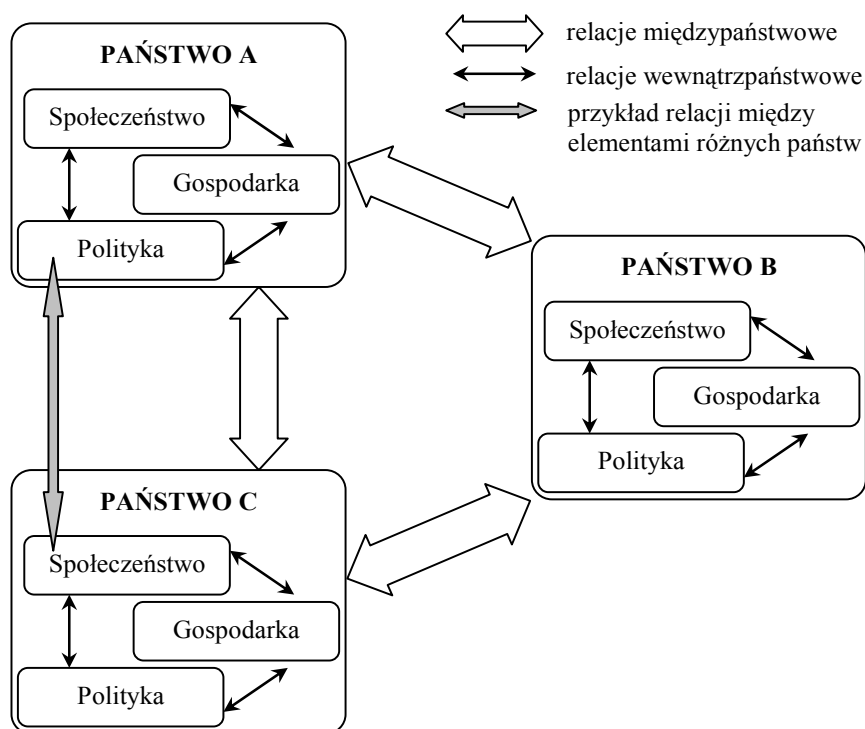 PAŃSTWO A
Społeczeństwo
Gospodarka
Polityka
relacje międzypaństwowe
relacje wewnątrzpaństwowe
przykład relacji między
elementami różnych państw
PAŃSTWO B
Społeczeństwo
Gospodarka
Polityka
PAŃSTWO C
Społeczeństwo
Gospodarka
Polityka